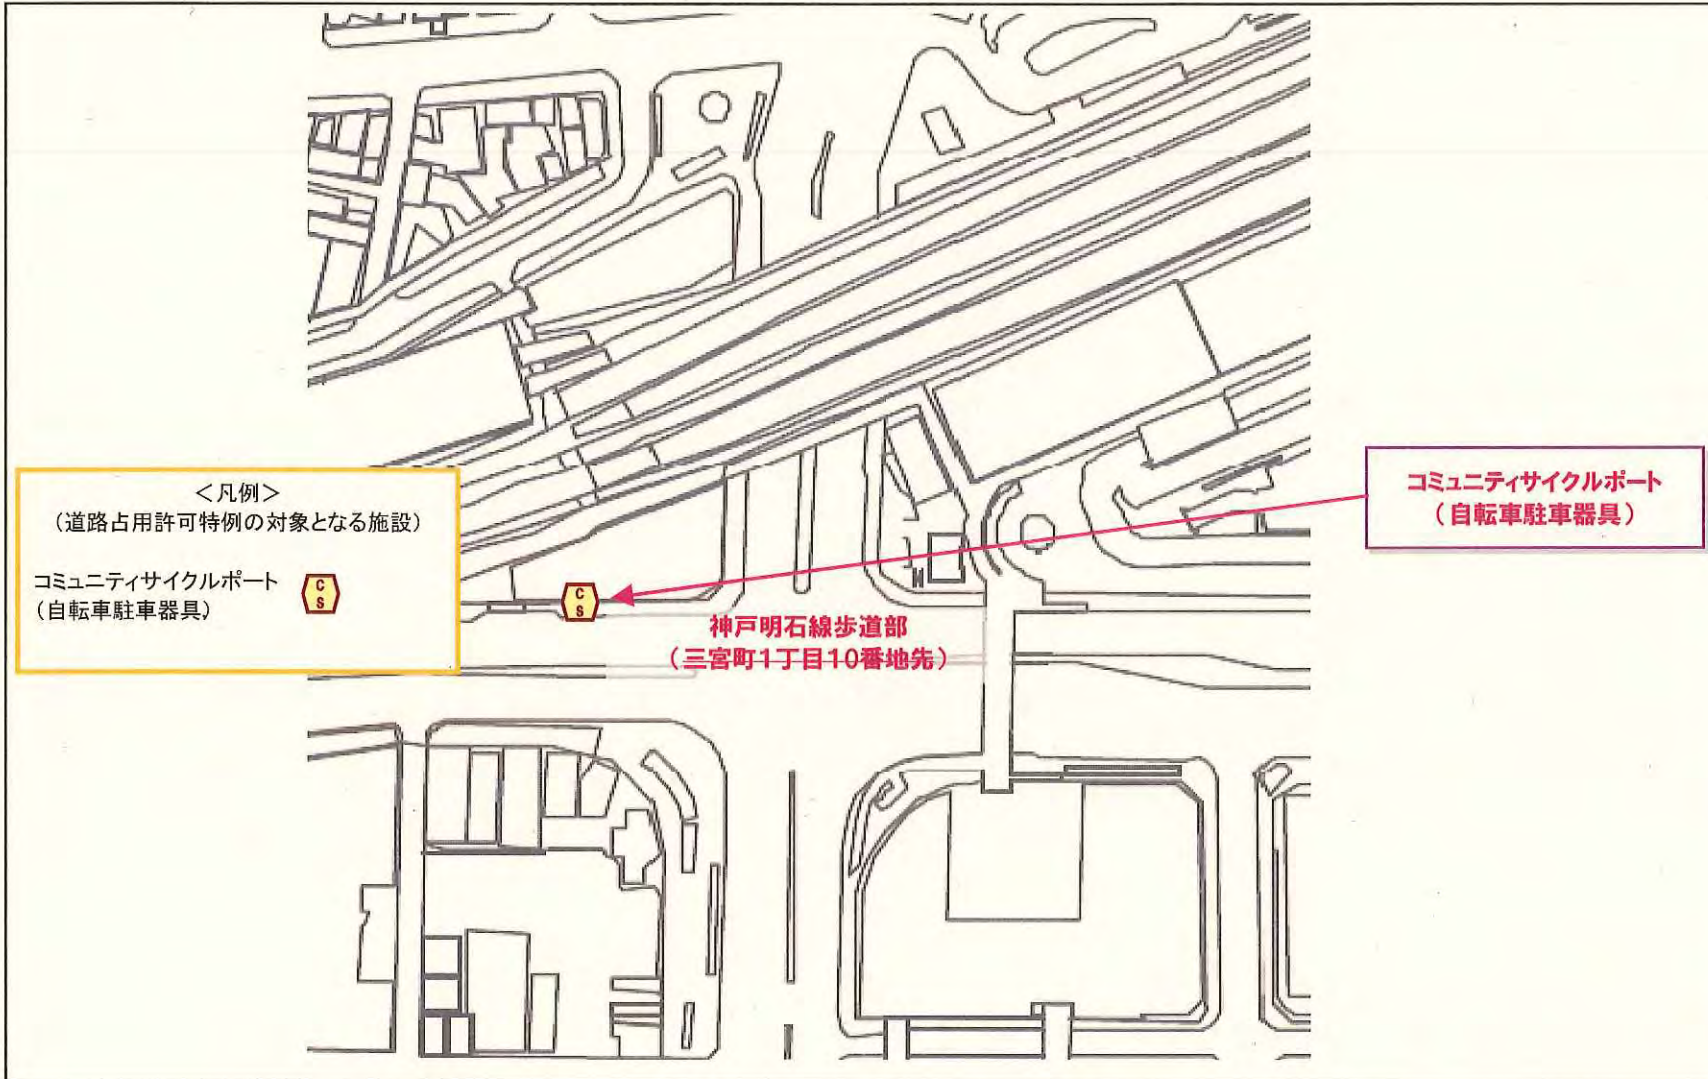 <凡例>
(道路占用許可特例の対象となる施設)
コミュニティサイクルポート
(自転車駐車器具)
C
S
C
S
コミュニティサイクルポート
(自転車駐車器具)
神戸明石線歩道部
(三宮町1丁目10番地先)